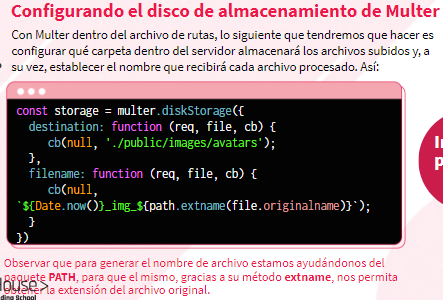 Configurando el disco de almacenamiento de Multer
Con Multer dentro del archivo de rutas, lo siguiente que tendremos que hacer es
configurar qué carpeta dentro del servidor almacenará los archivos subidos y, a
su vez, establecer el nombre que recibirá cada archivo procesado. Así:
const storage = multer.diskStorage({
destination: function (req, file, cb) {
cb(null, './public/images/avatars');
},
filename: function (req, file, cb) {
cb(null,
`${Date.now()}_img_${path.extname(file.originalname)}`);
}
})
Observar que para generar el nombre de archivo estamos ayudándonos del
paquete PATH, para que el mismo, gracias a su método extname, nos permita
obtener la extensión del archivo original.
House>
ding School